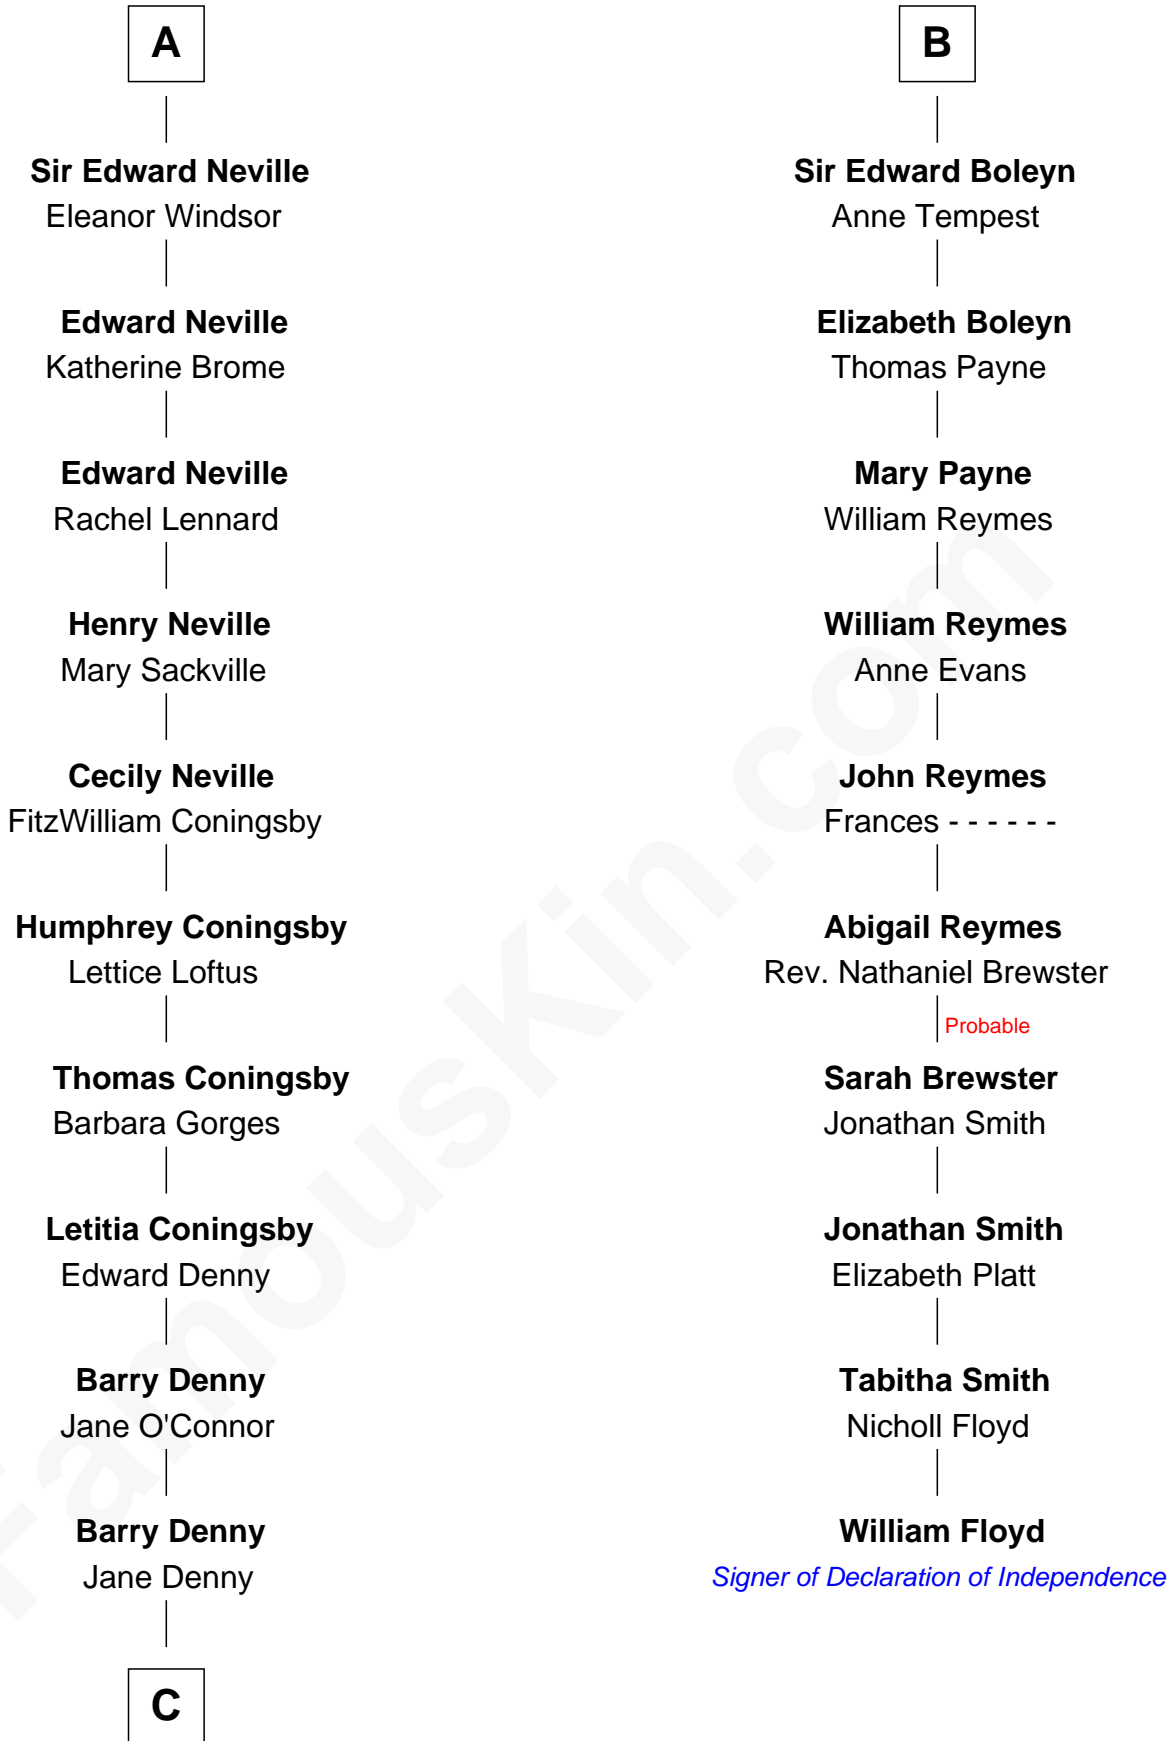 A
Sir Edward Neville
Eleanor Windsor
Edward Neville
Katherine Brome
Edward Neville
Rachel Lennard
Henry Neville
Mary Sackville
Cecily Neville
FitzWilliam Coningsby
Humphrey Coningsby
Lettice Loftus
Thomas Coningsby
Barbara Gorges
Letitia Coningsby
Edward Denny
Barry Denny
Jane O'Connor
Barry Denny
Jane Denny
C
B
Sir Edward Boleyn
Anne Tempest
Elizabeth Boleyn
Thomas Payne
Mary Payne
William Reymes
William Reymes
Anne Evans
John Reymes
Frances - - - - - -
Abigail Reymes
Rev. Nathaniel Brewster
Probable
Sarah Brewster
Jonathan Smith
Jonathan Smith
Elizabeth Platt
Tabitha Smith
Nicholl Floyd
William Floyd
Signer of Declaration of Independence
FamousKin.com